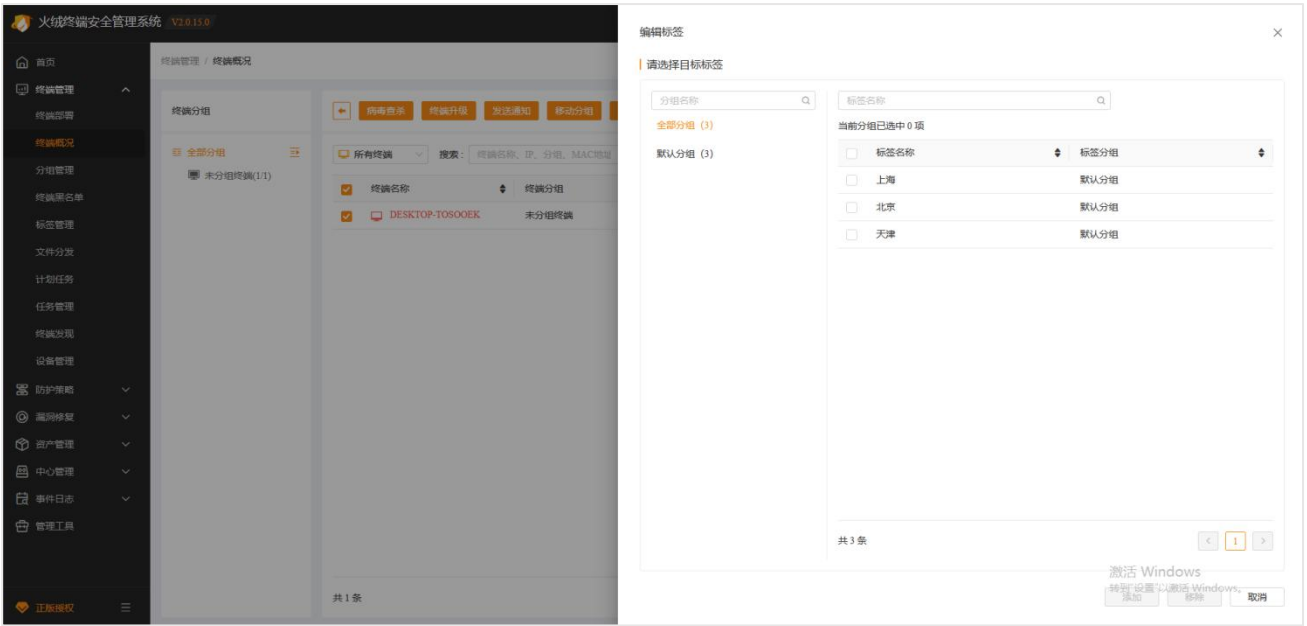 火绒终端安全管理系统 V2.0.15.0
首页
终端管理
终端部署
终端概况
分组管理
终端黑名单
标签管理
文件分发
计划任务
任务管理
终端发现
设备管理
防护策略
漏洞修复
资产管理
中心管理
事件日志
管理工具
正版授权
终端管理 / 终端概况
终端分组
全部分组
未分组终端(1/1)
病毒查杀 终端升级 发送通知 移动分组
所有终端 搜索: 终端名称、IP、分组、MAC地址
终端名称 终端分组
DESKTOP-TOSOOEK 未分组终端
共1条
编辑标签
请选择目标标签
分组名称
全部分组 (3)
默认分组 (3)
标签名称
当前分组已选中 0 项
标签名称 标签分组
上海 默认分组
北京 默认分组
天津 默认分组
共 3 条
1
激活 Windows
转到"设置"以激活 Windows。
添加 移除 取消